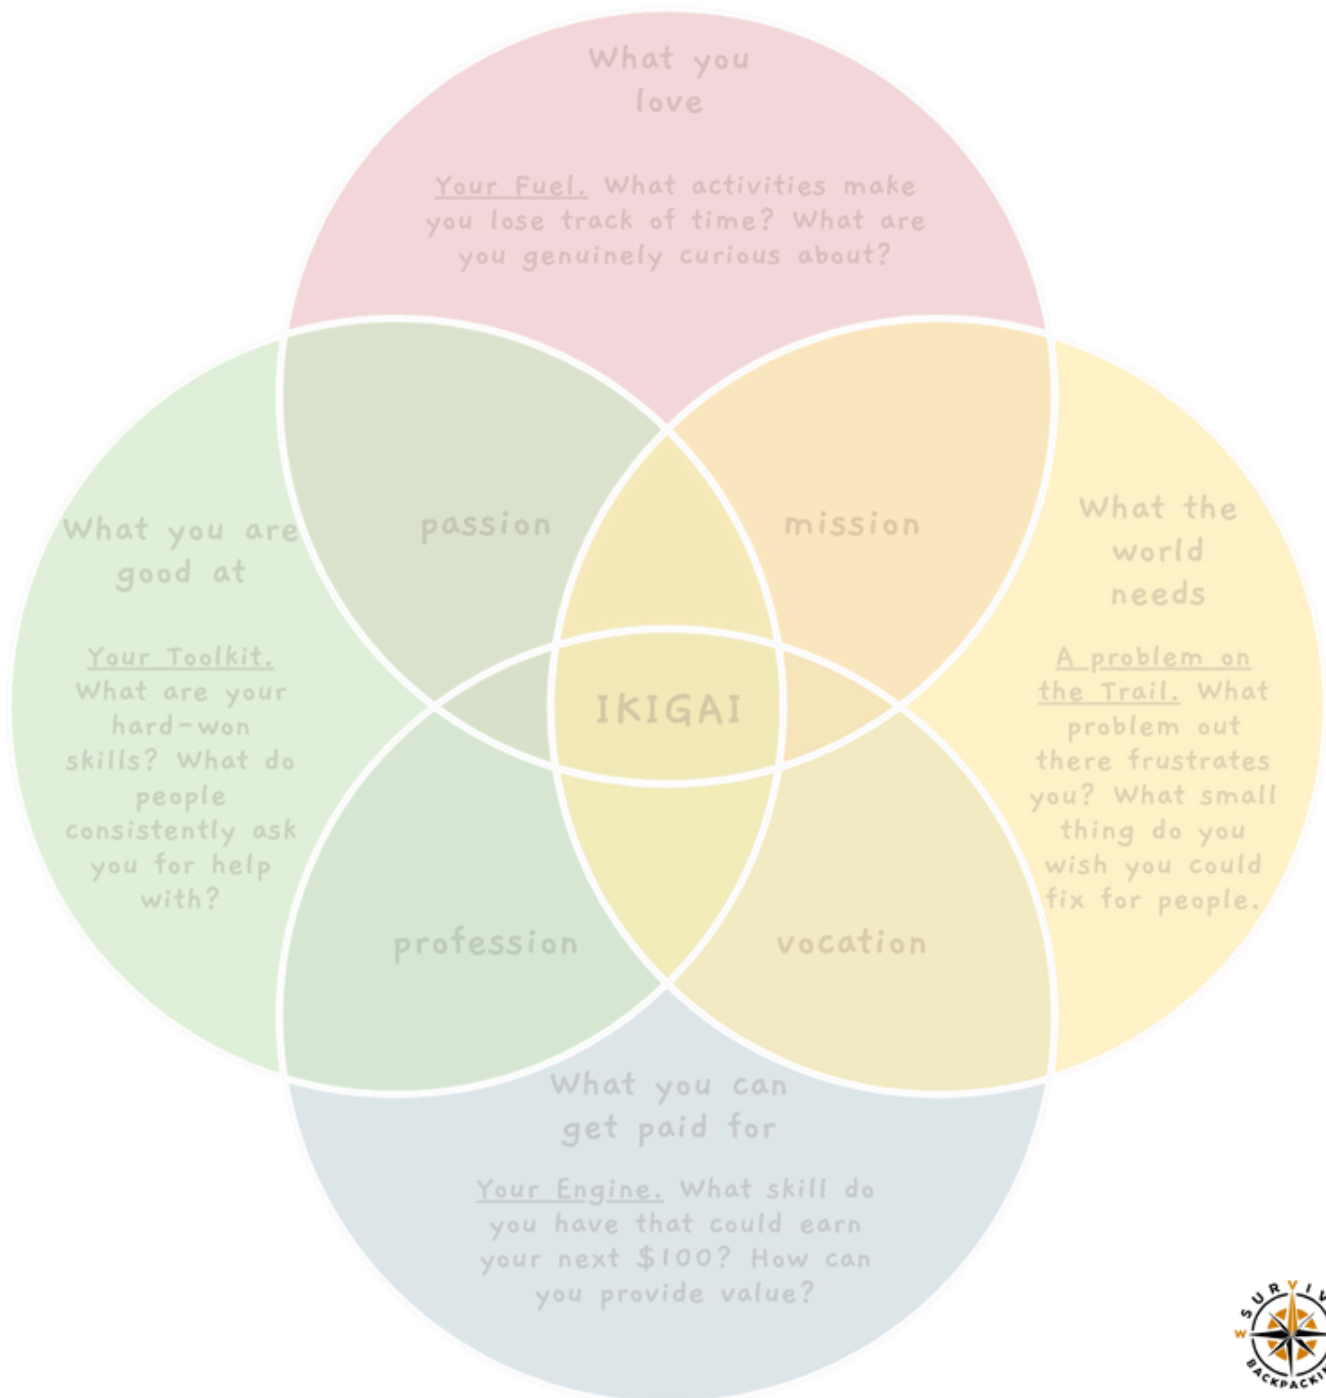 What you
love
Your Fuel. What activities make
you lose track of time? What are
you genuinely curious about?
passion
mission
What you are
good at
Your Toolkit.
What are your
hard-won
skills? What do
people
consistently ask
you for help
with?
What the
world
needs
A problem on
the Trail. What
problem out
there frustrates
you? What small
thing do you
wish you could
fix for people.
IKIGAI
profession
vocation
What you can
get paid for
Your Engine. What skill do
you have that could earn
your next $100? How can
you provide value?
W